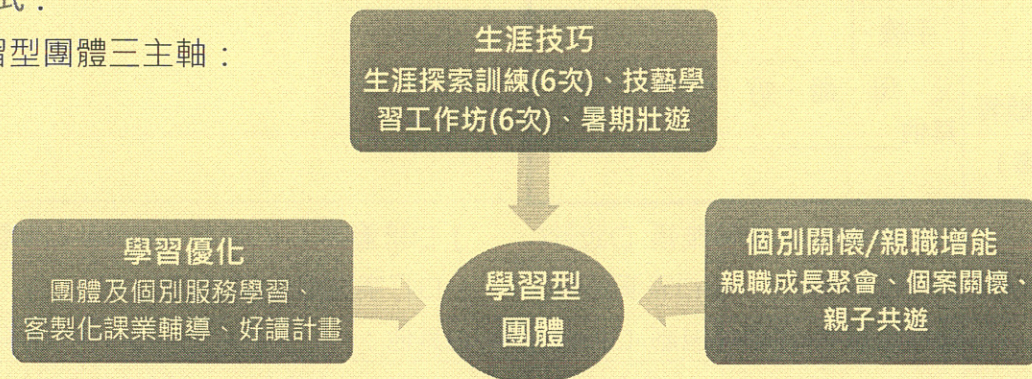 式：
習型團體三主軸：
生涯技巧
生涯探索訓練(6次)、技藝學
習工作坊(6次)、暑期壯遊
學習優化
團體及個別服務學習、
客製化課業輔導、好讀計畫
學習型
團體
個別關懷/親職增能
親職成長聚會、個案關懷、
親子共遊